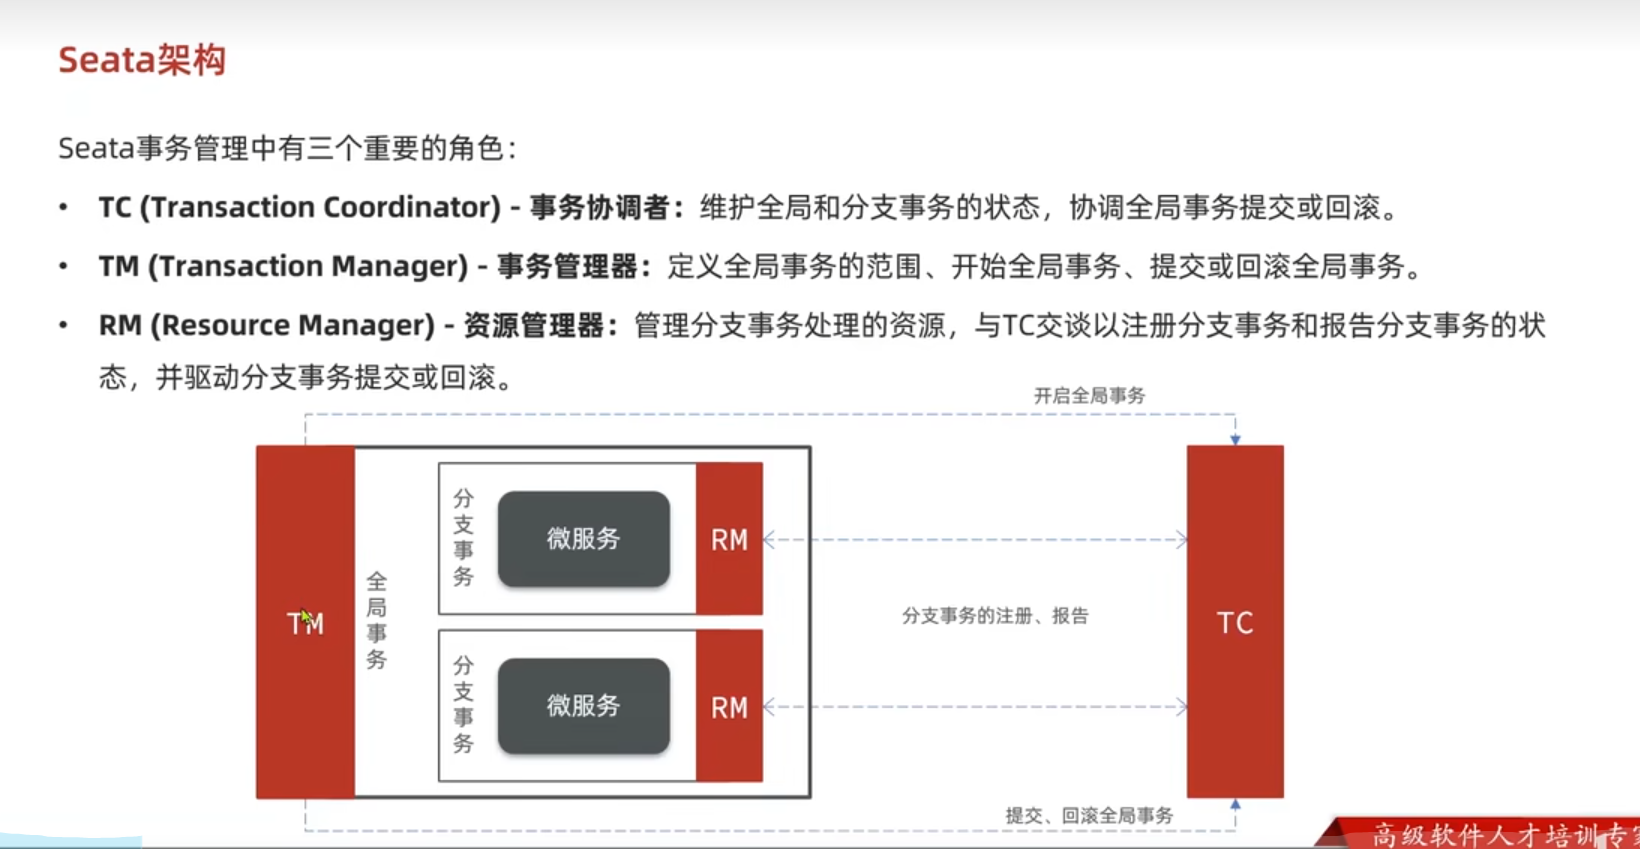 Seata架构
Seata事务管理中有三个重要的角色：
• TC (Transaction Coordinator) - 事务协调者：维护全局和分支事务的状态，协调全局事务提交或回滚。
• TM (Transaction Manager) - 事务管理器：定义全局事务的范围、开始全局事务、提交或回滚全局事务。
• RM (Resource Manager) - 资源管理器：管理分支事务处理的资源，与TC交谈以注册分支事务和报告分支事务的状
态，并驱动分支事务提交或回滚。
开启全局事务
TM
全局事务
分支事务
微服务
RM
分支事务
微服务
RM
分支事务的注册、报告
TC
提交、回滚全局事务
高级软件人才培训专